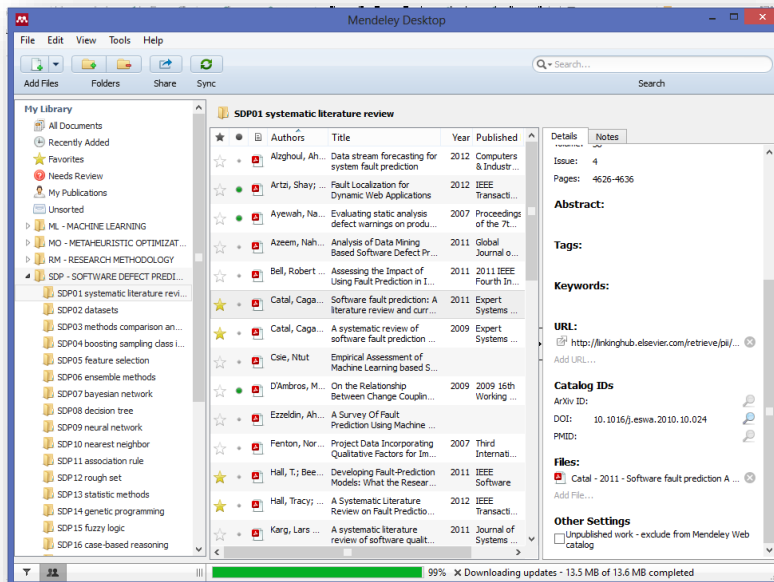 Mendeley Desktop
File Edit View Tools Help
Search...
Add Files Folders Share Sync Search
My Library
All Documents
Recently Added
Favorites
Needs Review
My Publications
Unsorted
ML - MACHINE LEARNING
MO - METAHEURISTIC OPTIMIZAT...
RM - RESEARCH METHODOLOGY
SDP - SOFTWARE DEFECT PREDI...
SDP01 systematic literature revi...
SDP02 datasets
SDP03 methods comparison an...
SDP04 boosting sampling class i...
SDP05 feature selection
SDP06 ensemble methods
SDP07 bayesian network
SDP08 decision tree
SDP09 neural network
SDP10 nearest neighbor
SDP11 association rule
SDP12 rough set
SDP13 statistic methods
SDP14 genetic programming
SDP15 fuzzy logic
SDP16 case-based reasoning
SDP01 systematic literature review
Authors Title Year Published
Alzghoul, Ah... Data stream forecasting for 2012 Computers
system fault prediction & Industr...
Artzi, Shay; ... Fault Localization for 2012 IEEE
Dynamic Web Applications Transacti...
Ayewah, Na... Evaluating static analysis 2007 Proceedings
defect warnings on produ... of the 7t...
Azeem, Nah... Analysis of Data Mining 2011 Global
Based Software Defect Pr... Journal o...
Bell, Robert ... Assessing the Impact of 2011 2011 IEEE
Using Fault Prediction in I... Fourth In...
Catal, Caga... Software fault prediction: A 2011 Expert
literature review and curr... Systems ...
Catal, Caga... A systematic review of 2009 Expert
software fault prediction ... Systems ...
Csie, Ntut Empirical Assessment of
Machine Learning based S...
D'Ambros, M... On the Relationship 2009 2009 16th
Between Change Couplin... Working ...
Ezzeldin, Ah... A Survey Of Fault
Prediction Using Machine ...
Fenton, Nor... Project Data Incorporating 2007 Third
Qualitative Factors for Im... Internati...
Hall, T.; Bee... Developing Fault-Prediction 2011 IEEE
Models: What the Resear... Software
Hall, Tracy; ... A Systematic Literature 2012 IEEE
Review on Fault Predictio... Transacti...
Karg, Lars ... A systematic literature 2011 Journal of
review of software qualit... Systems ...
Details Notes
Issue: 4
Pages: 4626-4636
Abstract:
Tags:
Keywords:
URL:
http://linkinghub.elsevier.com/retrieve/pii/...
Add URL...
Catalog IDs
ArXiv ID:
DOI: 10.1016/j.eswa.2010.10.024
PMID:
Files:
Catal - 2011 - Software fault prediction A ...
Add File...
Other Settings
Unpublished work - exclude from Mendeley Web
catalog
99% Downloading updates - 13.5 MB of 13.6 MB completed